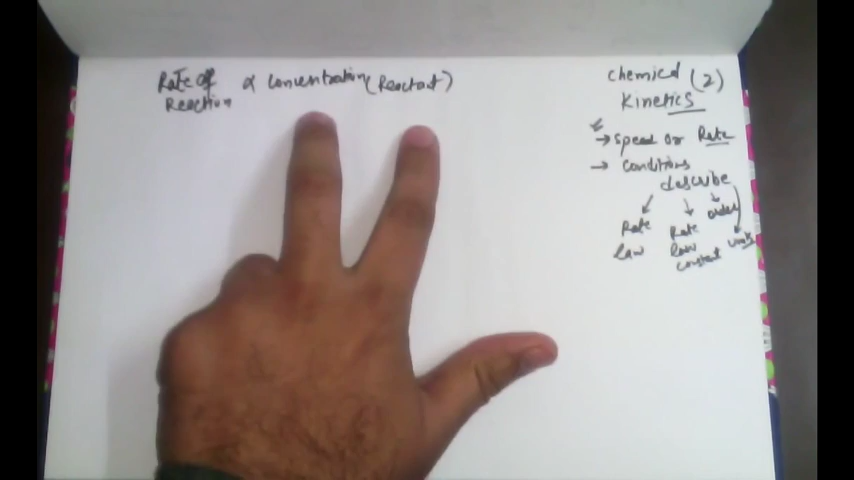 Rate of
Reaction ∝ Concentration (Reactant)
Chemical (2)
Kinetics
→ Speed or Rate
→ Conditions
describe
Rate law
Rate law constant
order
units